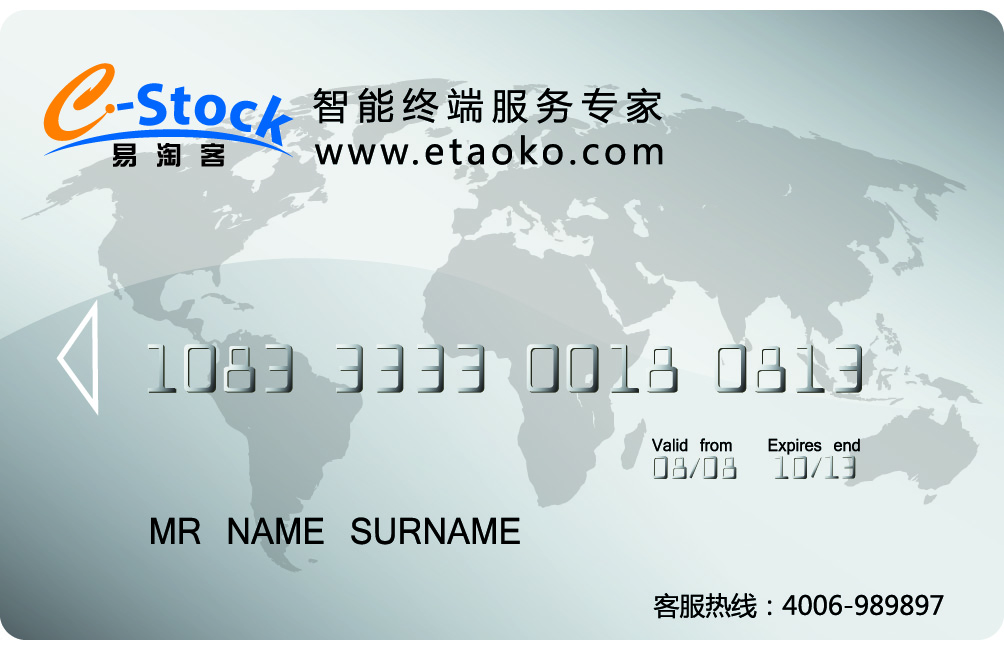 e-Stock
易淘客
智能终端服务专家
www.etaoko.com
1083 3333 0018 0813
Valid from Expires end
08/08 10/13
MR NAME SURNAME
客服热线：4006-989897